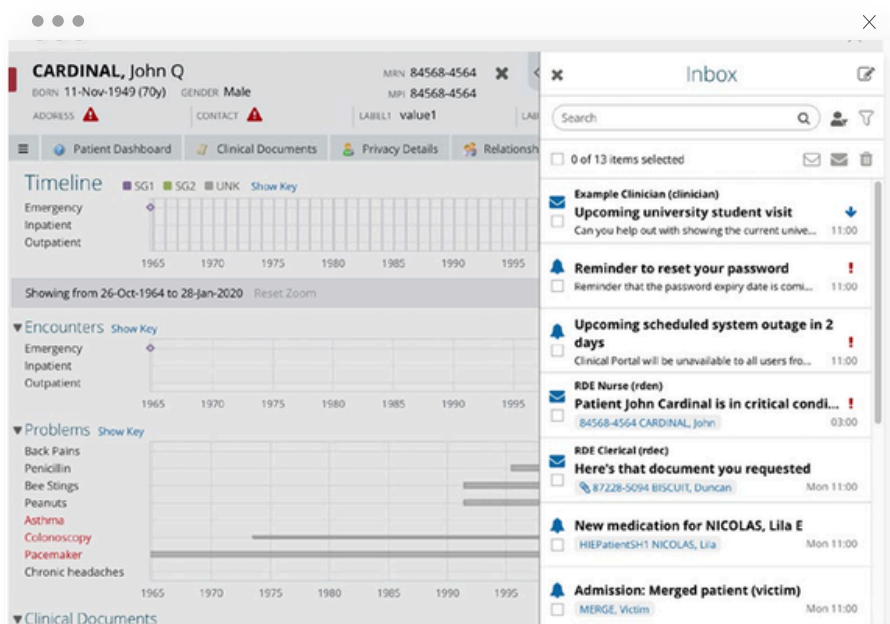 CARDINAL, John Q
BORN 11-Nov-1949 (70y) GENDER Male
MRN 84568-4564
MPI 84568-4564
ADDRESS CONTACT LABEL1 value1 LAB
Patient Dashboard Clinical Documents Privacy Details Relationsh
Timeline SG1 SG2 UNK Show Key
Emergency
Inpatient
Outpatient
1965 1970 1975 1980 1985 1990 1995
Showing from 26-Oct-1964 to 28-Jan-2020 Reset Zoom
Encounters Show Key
Emergency
Inpatient
Outpatient
1965 1970 1975 1980 1985 1990 1995
Problems Show Key
Back Pains
Penicillin
Bee Stings
Peanuts
Asthma
Colonoscopy
Pacemaker
Chronic headaches
1965 1970 1975 1980 1985 1990 1995
Clinical Documents
Inbox
Search
0 of 13 items selected
Example Clinician (clinician)
Upcoming university student visit
Can you help out with showing the current unive... 11:00
Reminder to reset your password
Reminder that the password expiry date is comi... 11:00
Upcoming scheduled system outage in 2
days
Clinical Portal will be unavailable to all users fro... 11:00
RDE Nurse (rden)
Patient John Cardinal is in critical condi...
84568-4564 CARDINAL, John 03:00
RDE Clerical (rdec)
Here's that document you requested
87228-5094 BISCUIT, Duncan Mon 11:00
New medication for NICOLAS, Lila E
HIEPatientSH1 NICOLAS, Lila Mon 11:00
Admission: Merged patient (victim)
MERGE, Victim Mon 11:00